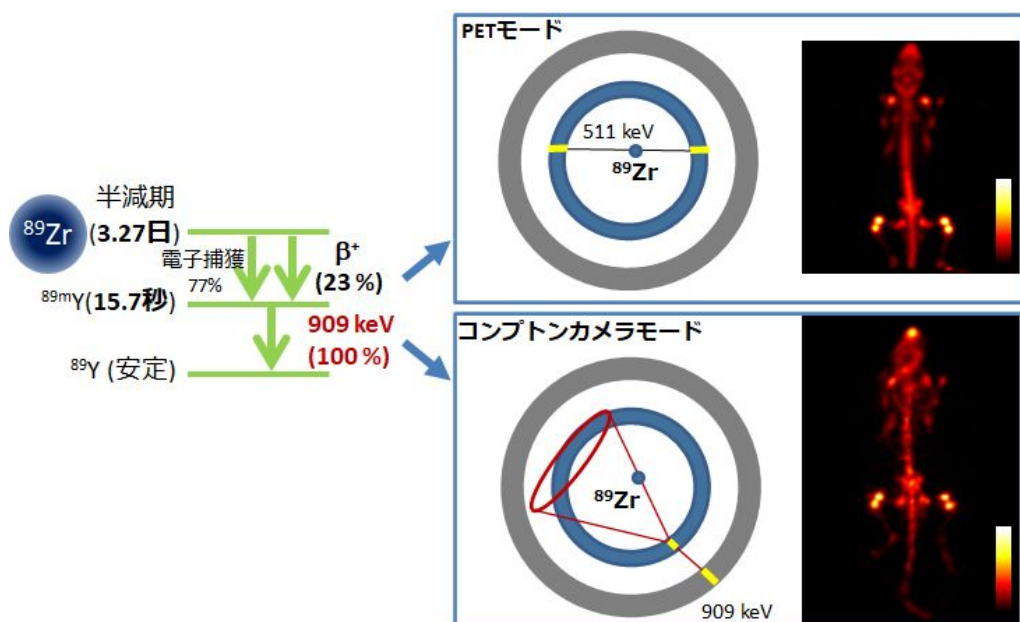 PETモード
511 keV
⁸⁹Zr
半減期
⁸⁹Zr
(3.27日)
電子捕獲
77%
β⁺
(23 %)
⁸⁹ᵐY(15.7秒)
909 keV
(100 %)
⁸⁹Y (安定)
コンプトンカメラモード
⁸⁹Zr
909 keV